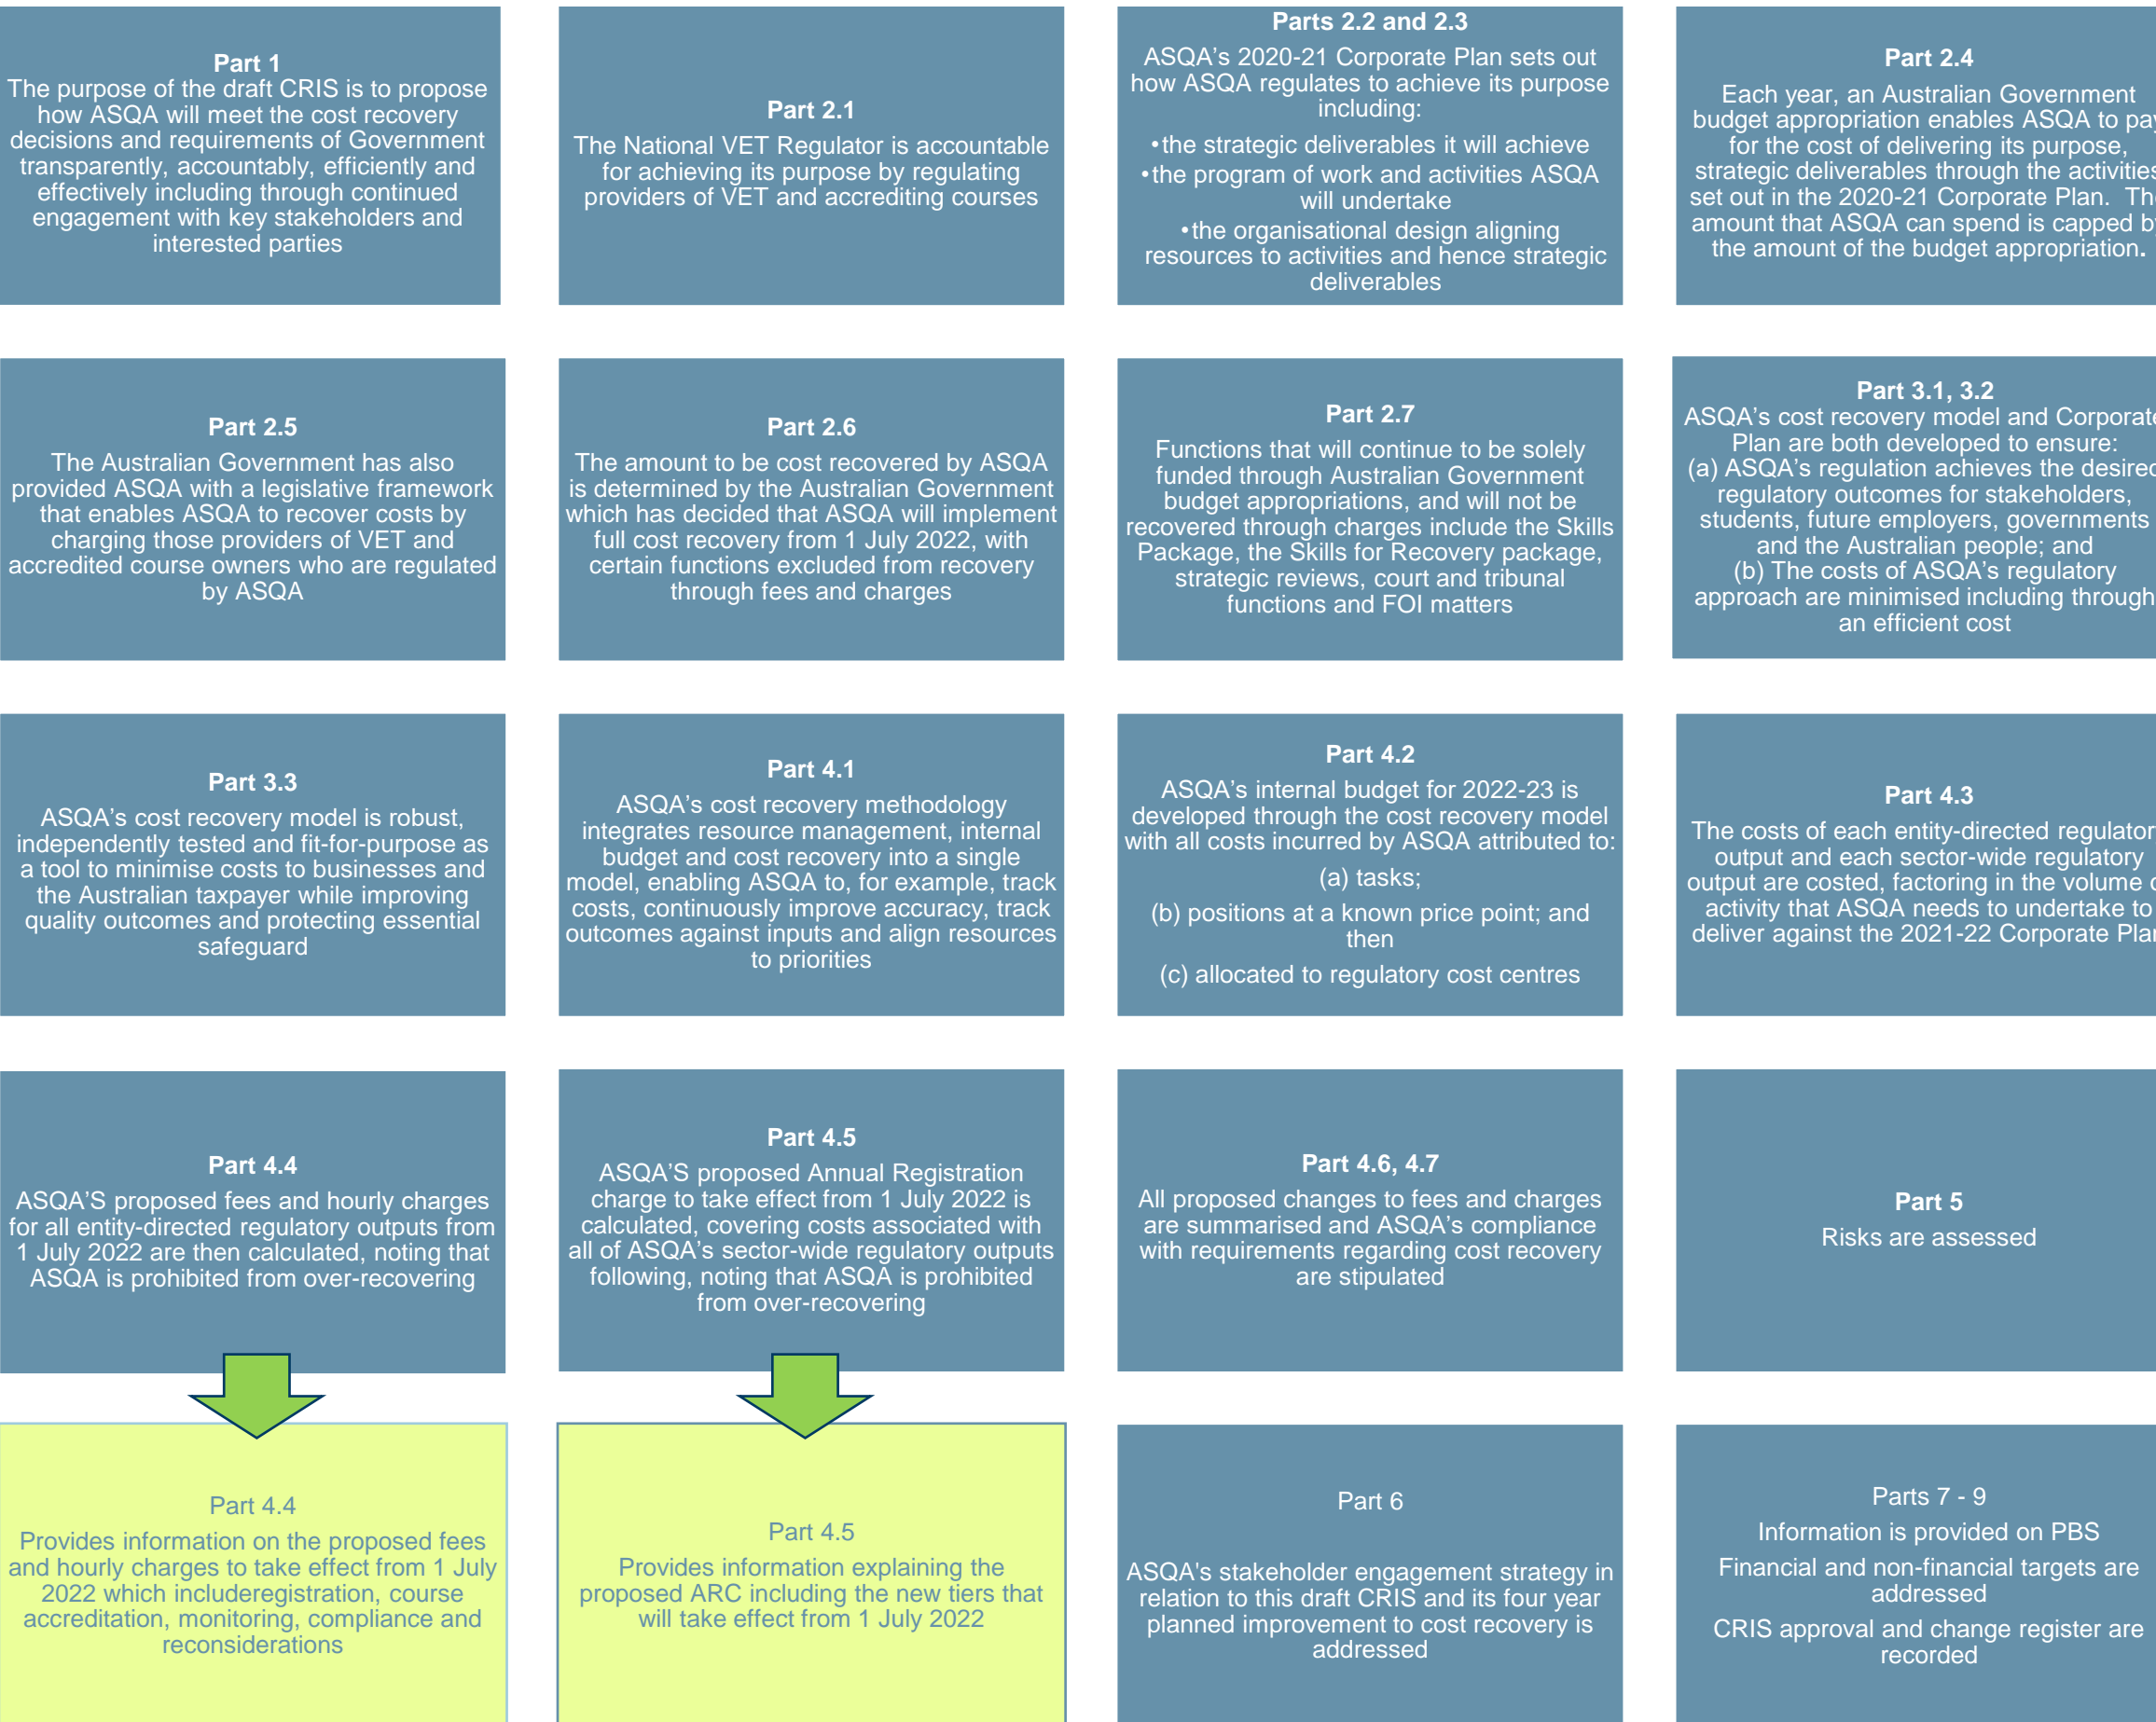 Part 1
The purpose of the draft CRIS is to propose
how ASQA will meet the cost recovery
decisions and requirements of Government
transparently, accountably, efficiently and
effectively including through continued
engagement with key stakeholders and
interested parties
Part 2.1
The National VET Regulator is accountable
for achieving its purpose by regulating
providers of VET and accrediting courses
Parts 2.2 and 2.3
ASQA’s 2020-21 Corporate Plan sets out
how ASQA regulates to achieve its purpose
including:
•the strategic deliverables it will achieve
•the program of work and activities ASQA
will undertake
•the organisational design aligning
resources to activities and hence strategic
deliverables
Part 2.4
Each year, an Australian Government
budget appropriation enables ASQA to pay
for the cost of delivering its purpose,
strategic deliverables through the activities
set out in the 2020-21 Corporate Plan. The
amount that ASQA can spend is capped by
the amount of the budget appropriation.
Part 2.5
The Australian Government has also
provided ASQA with a legislative framework
that enables ASQA to recover costs by
charging those providers of VET and
accredited course owners who are regulated
by ASQA
Part 2.6
The amount to be cost recovered by ASQA
is determined by the Australian Government
which has decided that ASQA will implement
full cost recovery from 1 July 2022, with
certain functions excluded from recovery
through fees and charges
Part 2.7
Functions that will continue to be solely
funded through Australian Government
budget appropriations, and will not be
recovered through charges include the Skills
Package, the Skills for Recovery package,
strategic reviews, court and tribunal
functions and FOI matters
Part 3.1, 3.2
ASQA’s cost recovery model and Corporate
Plan are both developed to ensure:
(a) ASQA’s regulation achieves the desired
regulatory outcomes for stakeholders,
students, future employers, governments
and the Australian people; and
(b) The costs of ASQA’s regulatory
approach are minimised including through
an efficient cost
Part 3.3
ASQA’s cost recovery model is robust,
independently tested and fit-for-purpose as
a tool to minimise costs to businesses and
the Australian taxpayer while improving
quality outcomes and protecting essential
safeguard
Part 4.1
ASQA’s cost recovery methodology
integrates resource management, internal
budget and cost recovery into a single
model, enabling ASQA to, for example, track
costs, continuously improve accuracy, track
outcomes against inputs and align resources
to priorities
Part 4.2
ASQA’s internal budget for 2022-23 is
developed through the cost recovery model
with all costs incurred by ASQA attributed to:
(a) tasks;
(b) positions at a known price point; and
then
(c) allocated to regulatory cost centres
Part 4.3
The costs of each entity-directed regulatory
output and each sector-wide regulatory
output are costed, factoring in the volume of
activity that ASQA needs to undertake to
deliver against the 2021-22 Corporate Plan
Part 4.4
ASQA’S proposed fees and hourly charges
for all entity-directed regulatory outputs from
1 July 2022 are then calculated, noting that
ASQA is prohibited from over-recovering
Part 4.5
ASQA’S proposed Annual Registration
charge to take effect from 1 July 2022 is
calculated, covering costs associated with
all of ASQA’s sector-wide regulatory outputs
following, noting that ASQA is prohibited
from over-recovering
Part 4.6, 4.7
All proposed changes to fees and charges
are summarised and ASQA’s compliance
with requirements regarding cost recovery
are stipulated
Part 5
Risks are assessed
Part 4.4
Provides information on the proposed fees
and hourly charges to take effect from 1 July
2022 which includeregistration, course
accreditation, monitoring, compliance and
reconsiderations
Part 4.5
Provides information explaining the
proposed ARC including the new tiers that
will take effect from 1 July 2022
Part 6
ASQA's stakeholder engagement strategy in
relation to this draft CRIS and its four year
planned improvement to cost recovery is
addressed
Parts 7 - 9
Information is provided on PBS
Financial and non-financial targets are
addressed
CRIS approval and change register are
recorded